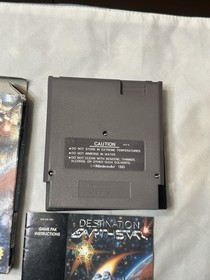 CAUTION
•DO NOT STORE IN EXTREME TEMPERATURES.
•DO NOT IMMERSE IN WATER.
•DO NOT CLEAN WITH BENZENE, THINNER,
ALCOHOL OR OTHER SUCH SOLVENTS.
©Nintendo 1985
GAME PAK
INSTRUCTIONS
DESTINATION
EARTHSTAR